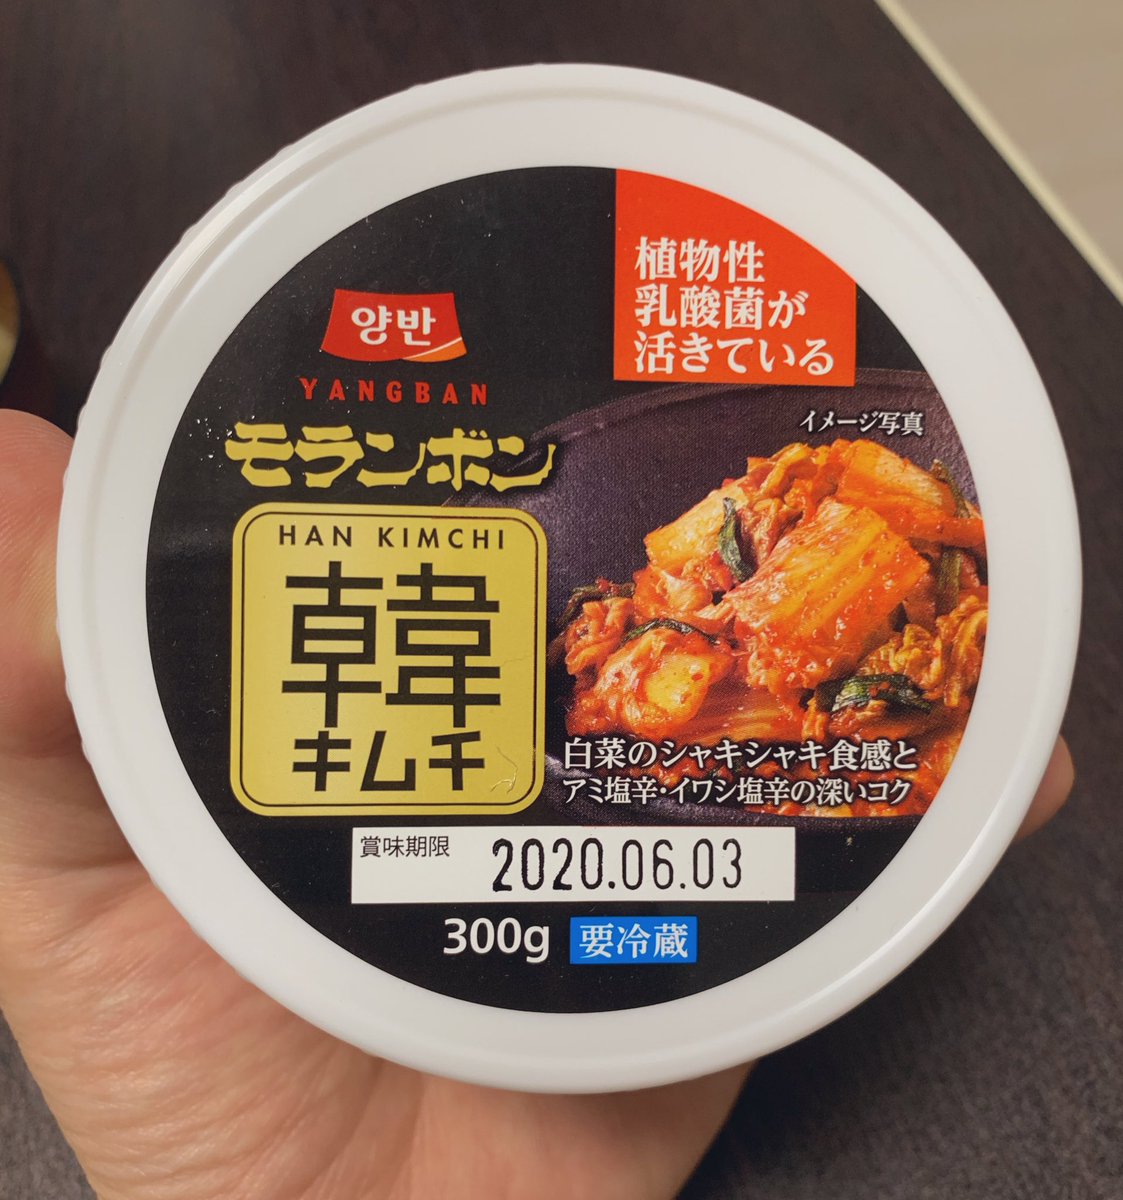 植物性
乳酸菌が
活きている
양반
YANGBAN
モランボン
イメージ写真
HAN KIMCHI
韓
キムチ
白菜のシャキシャキ食感と
アミ塩辛・イワシ塩辛の深いコク
賞味期限 2020.06.03
300g 要冷蔵